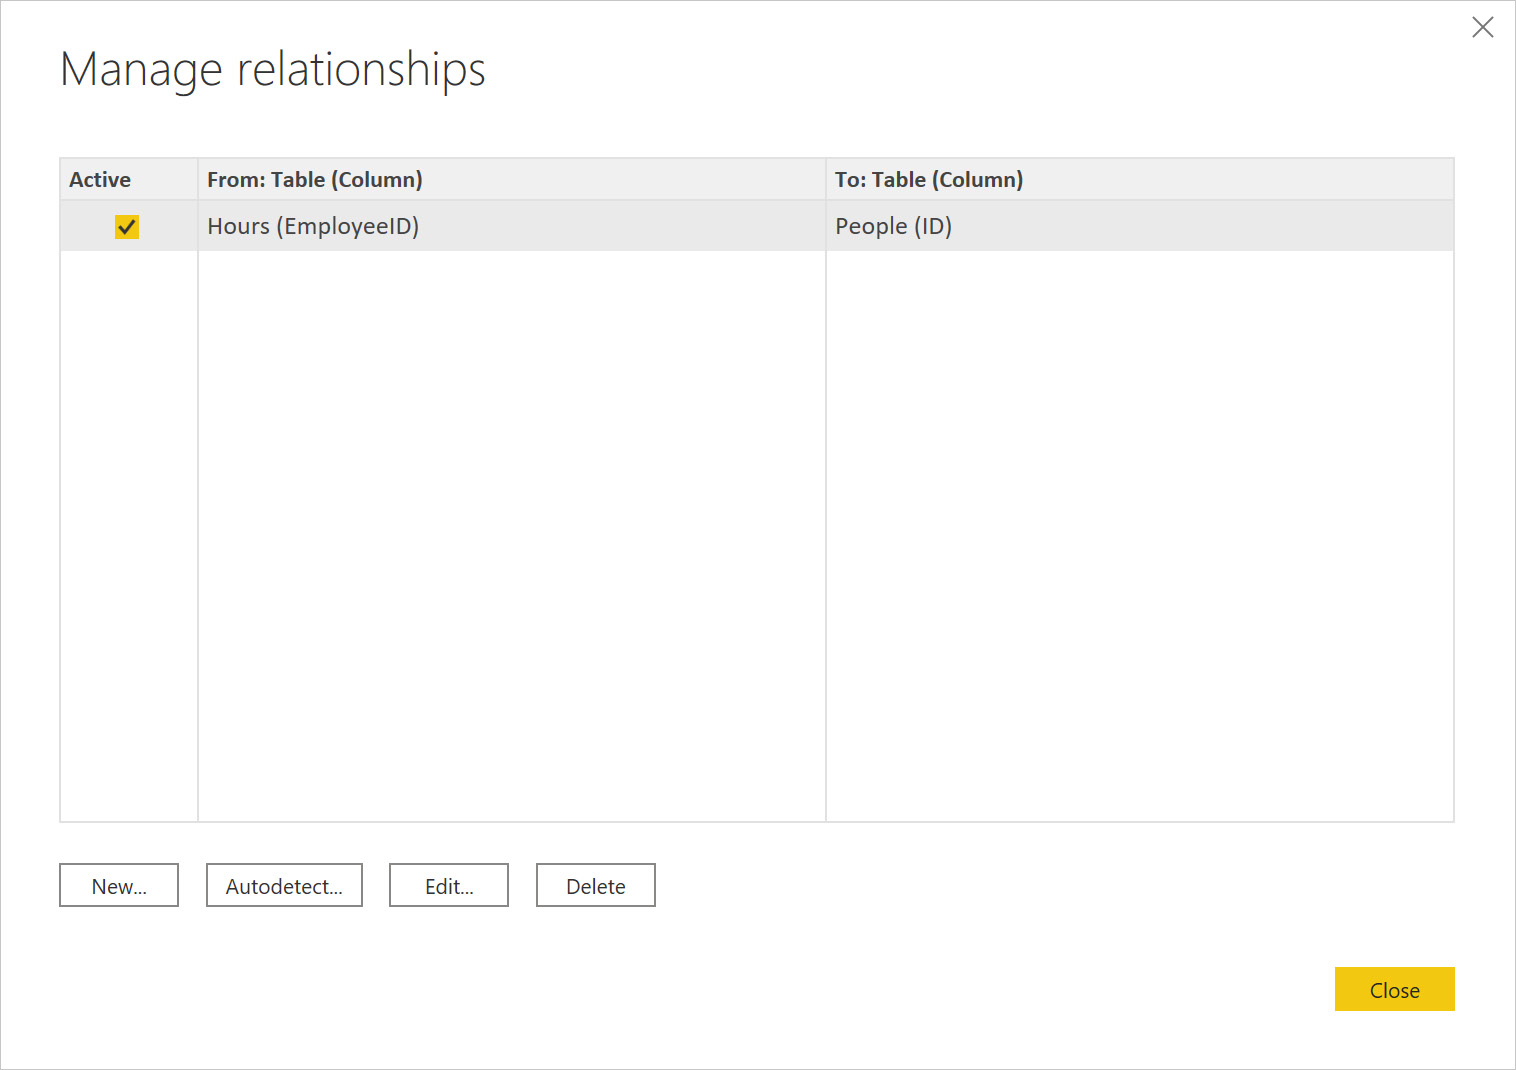 Manage relationships
Active From: Table (Column) To: Table (Column)
Hours (EmployeeID) People (ID)
New... Autodetect... Edit... Delete
Close